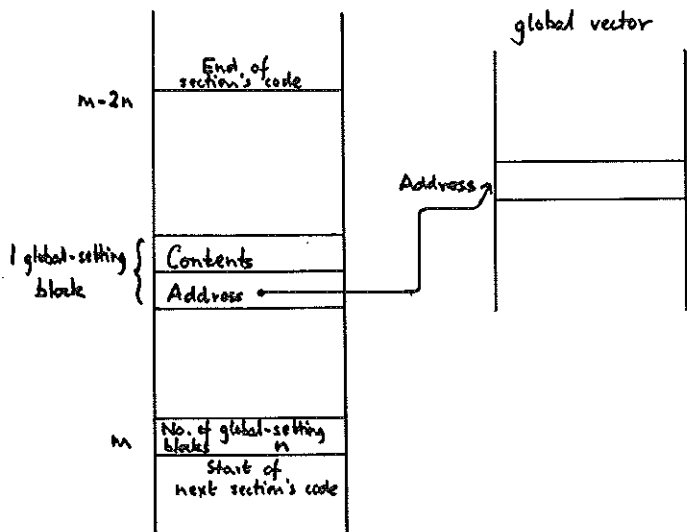 global vector
End of
section's code
m-2n
Address
1 global-setting
block
Contents
Address
m
No. of global-setting
blocks n
Start of
next section's code